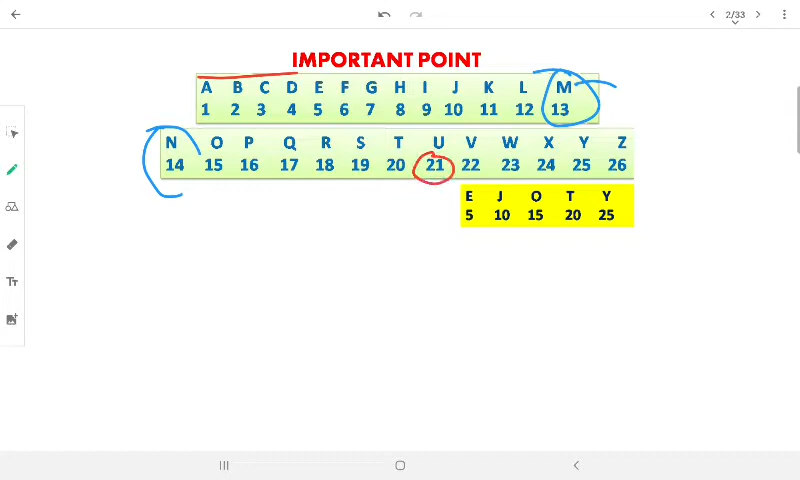 2/33
IMPORTANT POINT
A B C D E F G H I J K L M
1 2 3 4 5 6 7 8 9 10 11 12 13
N O P Q R S T U V W X Y Z
14 15 16 17 18 19 20 21 22 23 24 25 26
E J O T Y
5 10 15 20 25
Tт